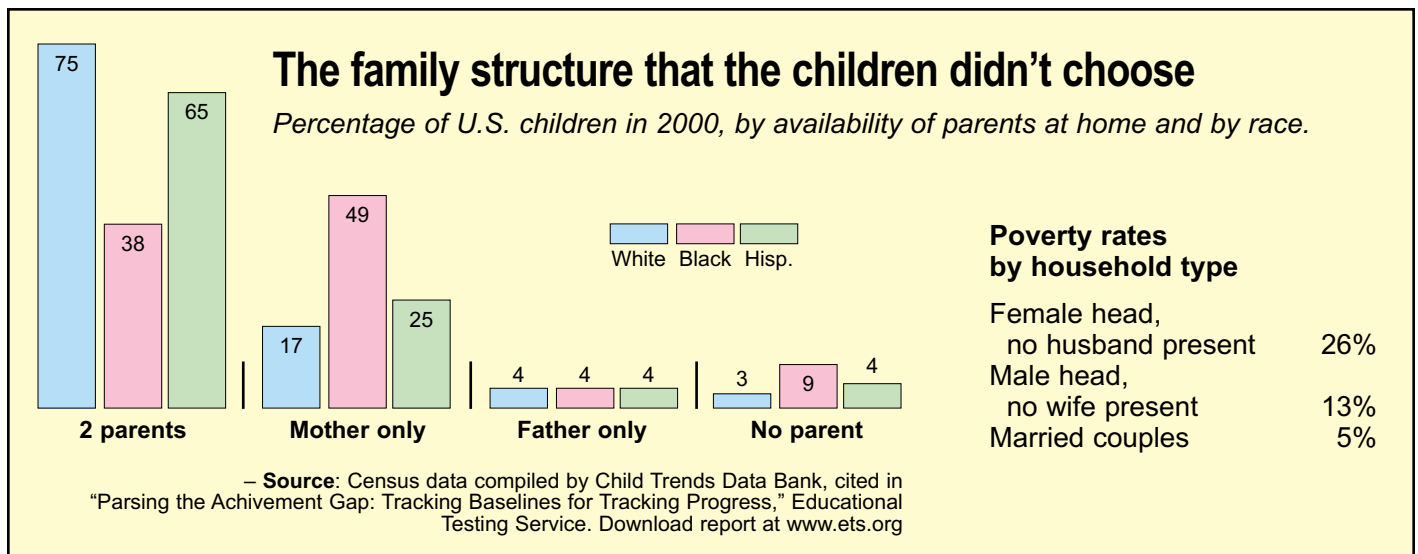 The family structure that the children didn’t choose
Percentage of U.S. children in 2000, by availability of parents at home and by race.
75
38
65
2 parents
17
49
25
Mother only
4
4
4
Father only
3
9
4
No parent
White Black Hisp.
Poverty rates
by household type
Female head,
no husband present 26%
Male head,
no wife present 13%
Married couples 5%
– Source: Census data compiled by Child Trends Data Bank, cited in
“Parsing the Achivement Gap: Tracking Baselines for Tracking Progress,” Educational
Testing Service. Download report at www.ets.org